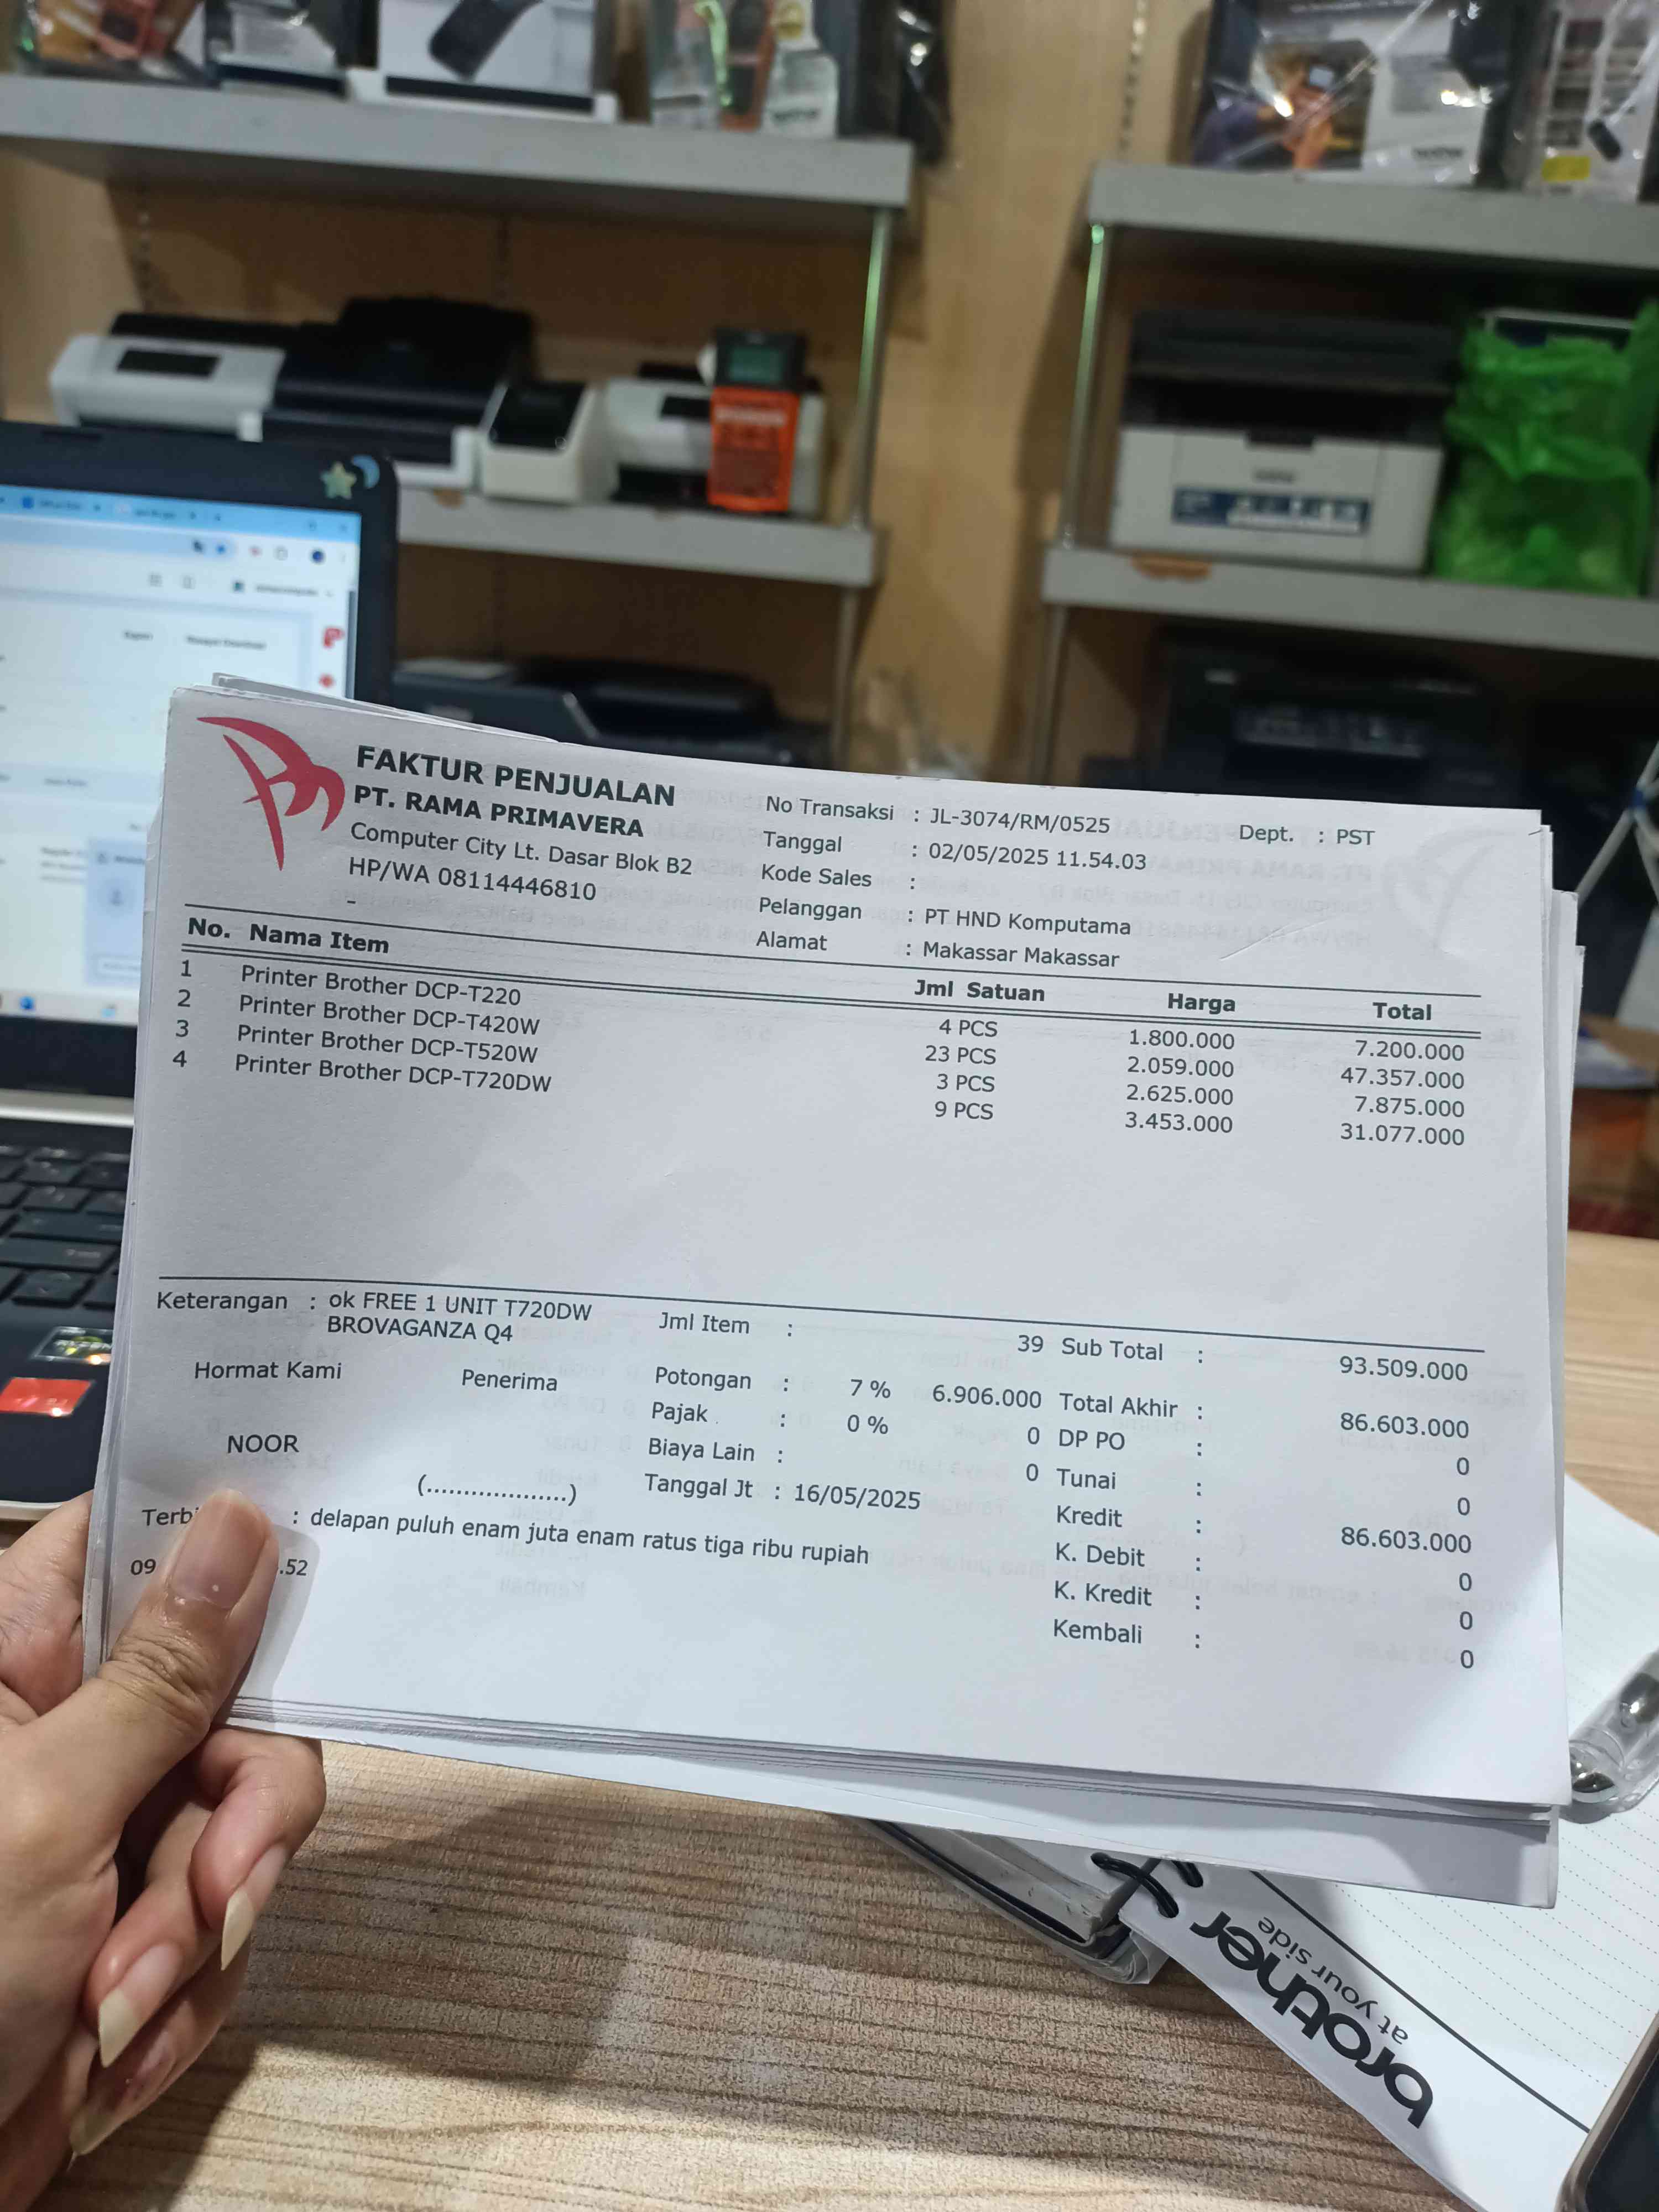 FAKTUR PENJUALAN
PT. RAMA PRIMAVERA
Computer City Lt. Dasar Blok B2
HP/WA 08114446810
-
No Transaksi : JL-3074/RM/0525 Dept. : PST
Tanggal : 02/05/2025 11.54.03
Kode Sales :
Pelanggan : PT HND Komputama
Alamat : Makassar Makassar
No. Nama Item Jml Satuan Harga Total
1 Printer Brother DCP-T220 4 PCS 1.800.000 7.200.000
2 Printer Brother DCP-T420W 23 PCS 2.059.000 47.357.000
3 Printer Brother DCP-T520W 3 PCS 2.625.000 7.875.000
4 Printer Brother DCP-T720DW 9 PCS 3.453.000 31.077.000
Keterangan : ok FREE 1 UNIT T720DW
BROVAGANZA Q4
Jml Item : 39 Sub Total : 93.509.000
Hormat Kami Penerima
Potongan : 7 % 6.906.000 Total Akhir : 86.603.000
Pajak : 0 % 0 DP PO : 0
NOOR
Biaya Lain : 0 Tunai : 0
(...................)
Tanggal Jt : 16/05/2025 Kredit : 86.603.000
: delapan puluh enam juta enam ratus tiga ribu rupiah
K. Debit : 0
09 .52
K. Kredit : 0
Kembali : 0
brother
at your side